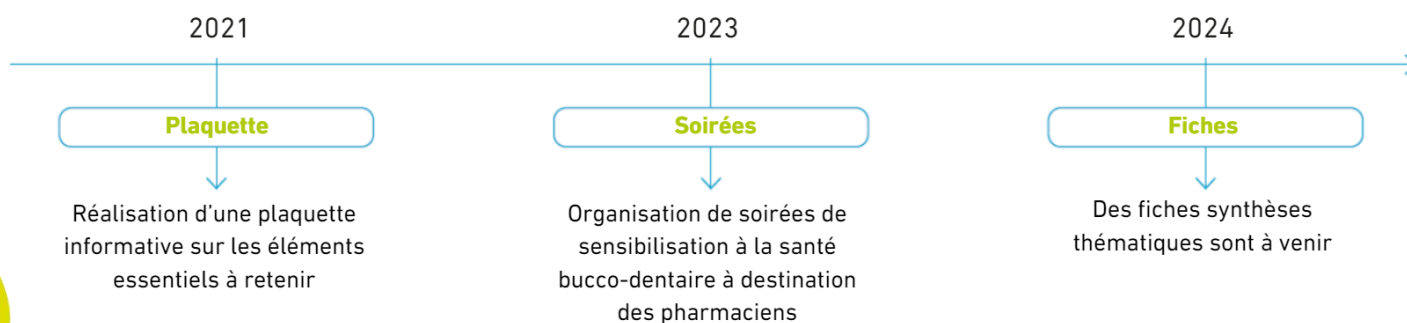 2021
2023
2024
Plaquette
Soirées
Fiches
Réalisation d’une plaquette
informative sur les éléments
essentiels à retenir
Organisation de soirées de
sensibilisation à la santé
bucco-dentaire à destination
des pharmaciens
Des fiches synthèses
thématiques sont à venir